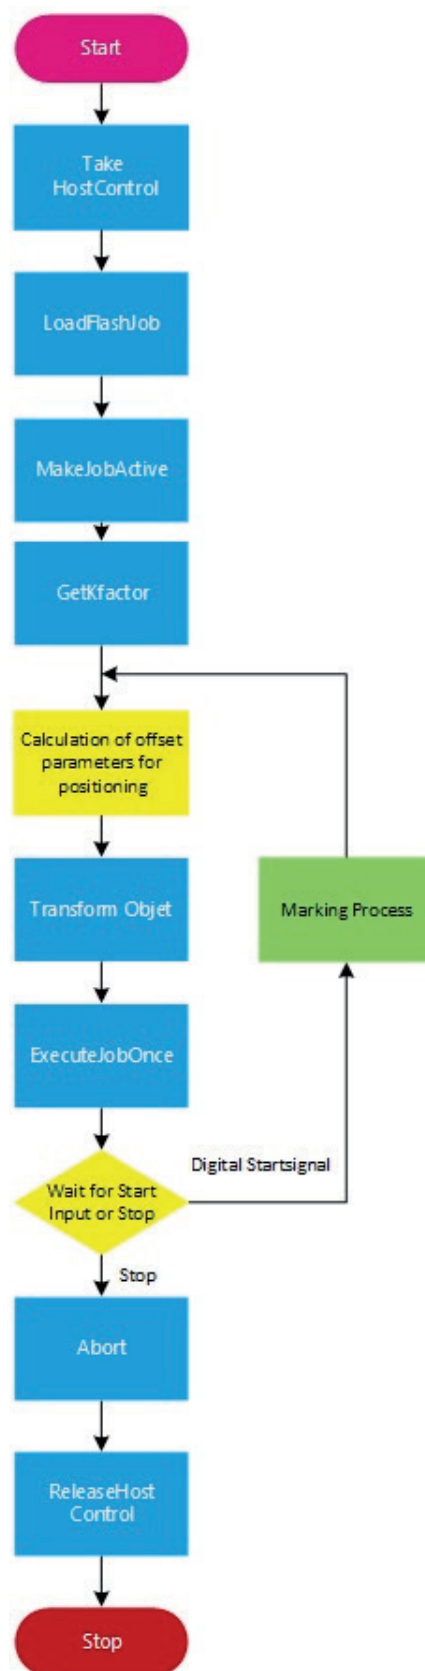 Start
Take
HostControl
LoadFlashJob
MakeJobActive
GetKfactor
Calculation of offset
parameters for
positioning
Transform Objet
Marking Process
ExecuteJobOnce
Digital Startsignal
Wait for Start
Input or Stop
Stop
Abort
ReleaseHost
Control
Stop